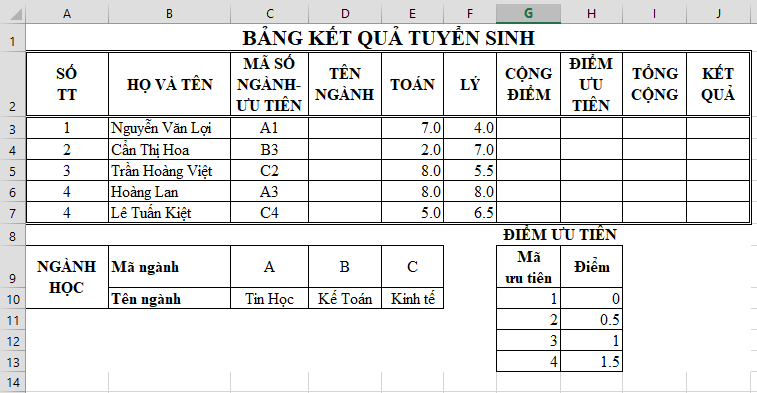 A B C D E F G H I J
1 BẢNG KẾT QUẢ TUYỂN SINH
2 SỐ TT HỌ VÀ TÊN MÃ SỐ NGÀNH- ƯU TIÊN TÊN NGÀNH TOÁN LÝ CỘNG ĐIỂM ĐIỂM ƯU TIÊN TỔNG CỘNG KẾT QUẢ
3 1 Nguyễn Văn Lợi A1 7.0 4.0
4 2 Cẩn Thị Hoa B3 2.0 7.0
5 3 Trần Hoàng Việt C2 8.0 5.5
6 4 Hoàng Lan A3 8.0 8.0
7 4 Lê Tuấn Kiệt C4 5.0 6.5
8 ĐIỂM ƯU TIÊN
9 NGÀNH HỌC Mã ngành A B C Mã ưu tiên Điểm
10 Tên ngành Tin Học Kế Toán Kinh tế 1 0
11 2 0.5
12 3 1
13 4 1.5
14